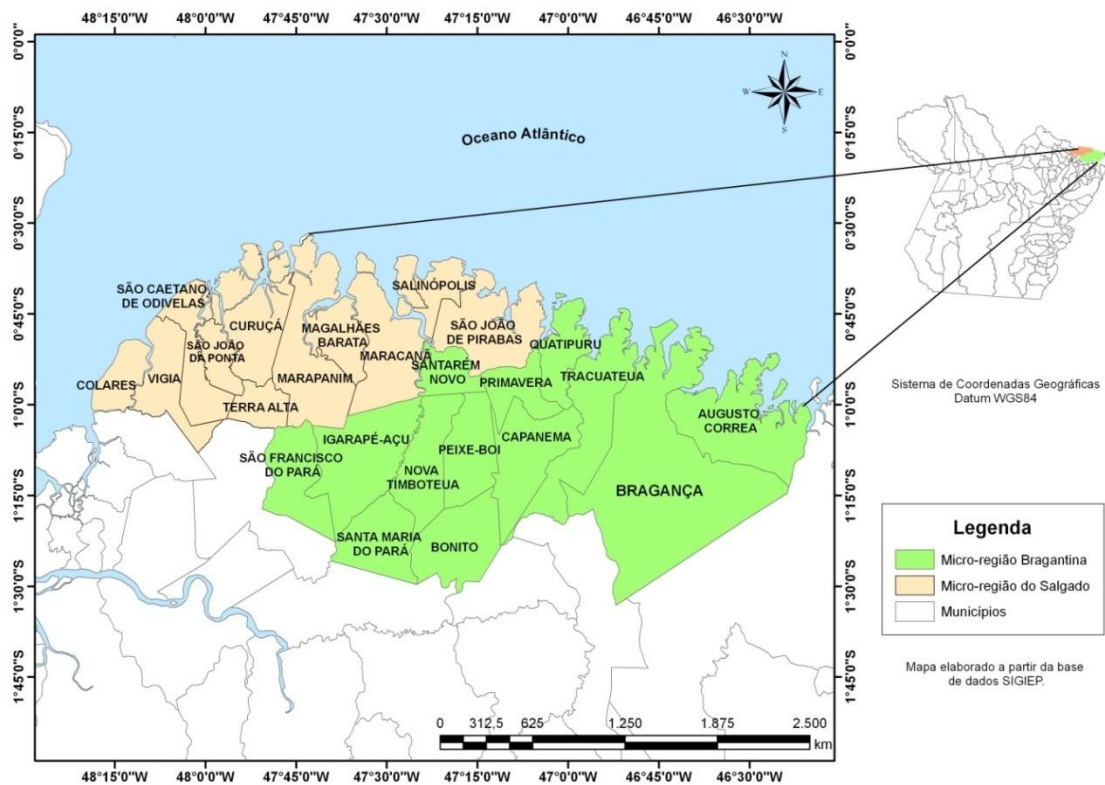 48°15'0"W 48°0'0"W 47°45'0"W 47°30'0"W 47°15'0"W 47°0'0"W 46°45'0"W 46°30'0"W
0°0'0"
0°15'0"S
0°30'0"S
0°45'0"S
1°0'0"S
1°15'0"S
1°30'0"S
1°45'0"S
N
W E
S
Oceano Atlântico
SÃO CAETANO
DE ODIVELAS
SALINÓPOLIS
CURUÇÁ
MAGALHÃES
BARATA
SÃO JOÃO
DE PIRABAS
SÃO JOÃO
DA PONTA
QUATIPURU
MARACANÃ
SANTARÉM
NOVO
COLARES
VIGIA
MARAPANIM
PRIMAVERA
TRACUATEUA
TERRA ALTA
AUGUSTO
CORREA
IGARAPÉ-AÇU
CAPANEMA
PEIXE-BOI
SÃO FRANCISCO
DO PARÁ
NOVA
TIMBOTEUA
BRAGANÇA
SANTA MARIA
DO PARÁ
BONITO
0 312,5 625 1.250 1.875 2.500
km
0°0'0"
0°15'0"S
0°30'0"S
0°45'0"S
1°0'0"S
1°15'0"S
1°30'0"S
1°45'0"S
48°15'0"W 48°0'0"W 47°45'0"W 47°30'0"W 47°15'0"W 47°0'0"W 46°45'0"W 46°30'0"W
Sistema de Coordenadas Geográficas
Datum WGS84
Legenda
Micro-região Bragantina
Micro-região do Salgado
Municípios
Mapa elaborado a partir da base
de dados SIGIEP.